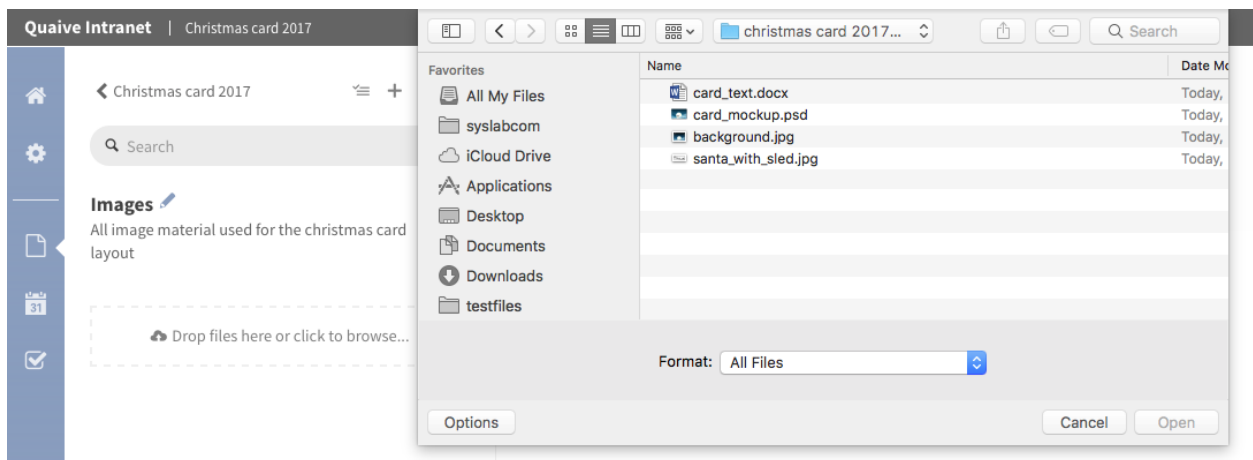 Quaive Intranet | Christmas card 2017
christmas card 2017...
Search
Christmas card 2017
Search
Images
All image material used for the christmas card
layout
Drop files here or click to browse...
31
Favorites
All My Files
syslabcom
iCloud Drive
Applications
Desktop
Documents
Downloads
testfiles
Name
card_text.docx
card_mockup.psd
background.jpg
santa_with_sled.jpg
Date Mo
Today,
Today,
Today,
Today,
Format: All Files
Options
Cancel
Open